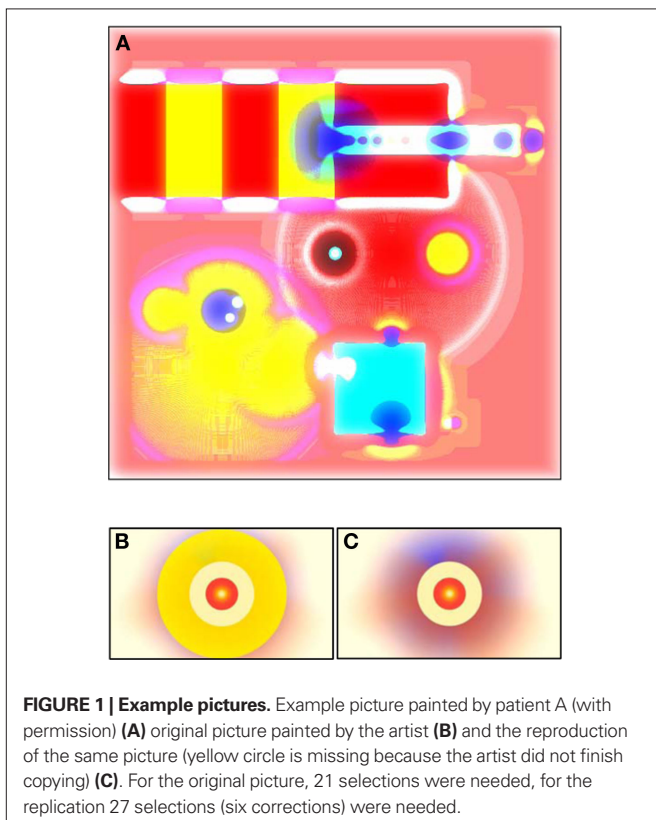 A
B
C
FIGURE 1 | Example pictures. Example picture painted by patient A (with
permission) (A) original picture painted by the artist (B) and the reproduction
of the same picture (yellow circle is missing because the artist did not finish
copying) (C). For the original picture, 21 selections were needed, for the
replication 27 selections (six corrections) were needed.